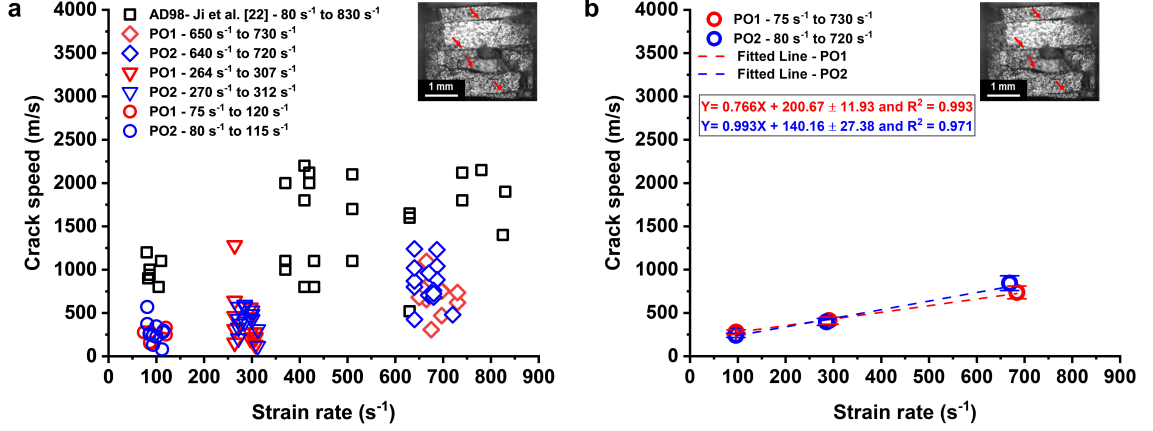 a
AD98- Ji et al. [22] - 80 s⁻¹ to 830 s⁻¹
PO1 - 650 s⁻¹ to 730 s⁻¹
PO2 - 640 s⁻¹ to 720 s⁻¹
PO1 - 264 s⁻¹ to 307 s⁻¹
PO2 - 270 s⁻¹ to 312 s⁻¹
PO1 - 75 s⁻¹ to 120 s⁻¹
PO2 - 80 s⁻¹ to 115 s⁻¹
1 mm
Crack speed (m/s)
4000
3500
3000
2500
2000
1500
1000
500
0
0 100 200 300 400 500 600 700 800 900
Strain rate (s⁻¹)
b
PO1 - 75 s⁻¹ to 730 s⁻¹
PO2 - 80 s⁻¹ to 720 s⁻¹
Fitted Line - PO1
Fitted Line - PO2
1 mm
Y= 0.766X + 200.67 ± 11.93 and R² = 0.993
Y= 0.993X + 140.16 ± 27.38 and R² = 0.971
Crack speed (m/s)
4000
3500
3000
2500
2000
1500
1000
500
0
0 100 200 300 400 500 600 700 800 900
Strain rate (s⁻¹)